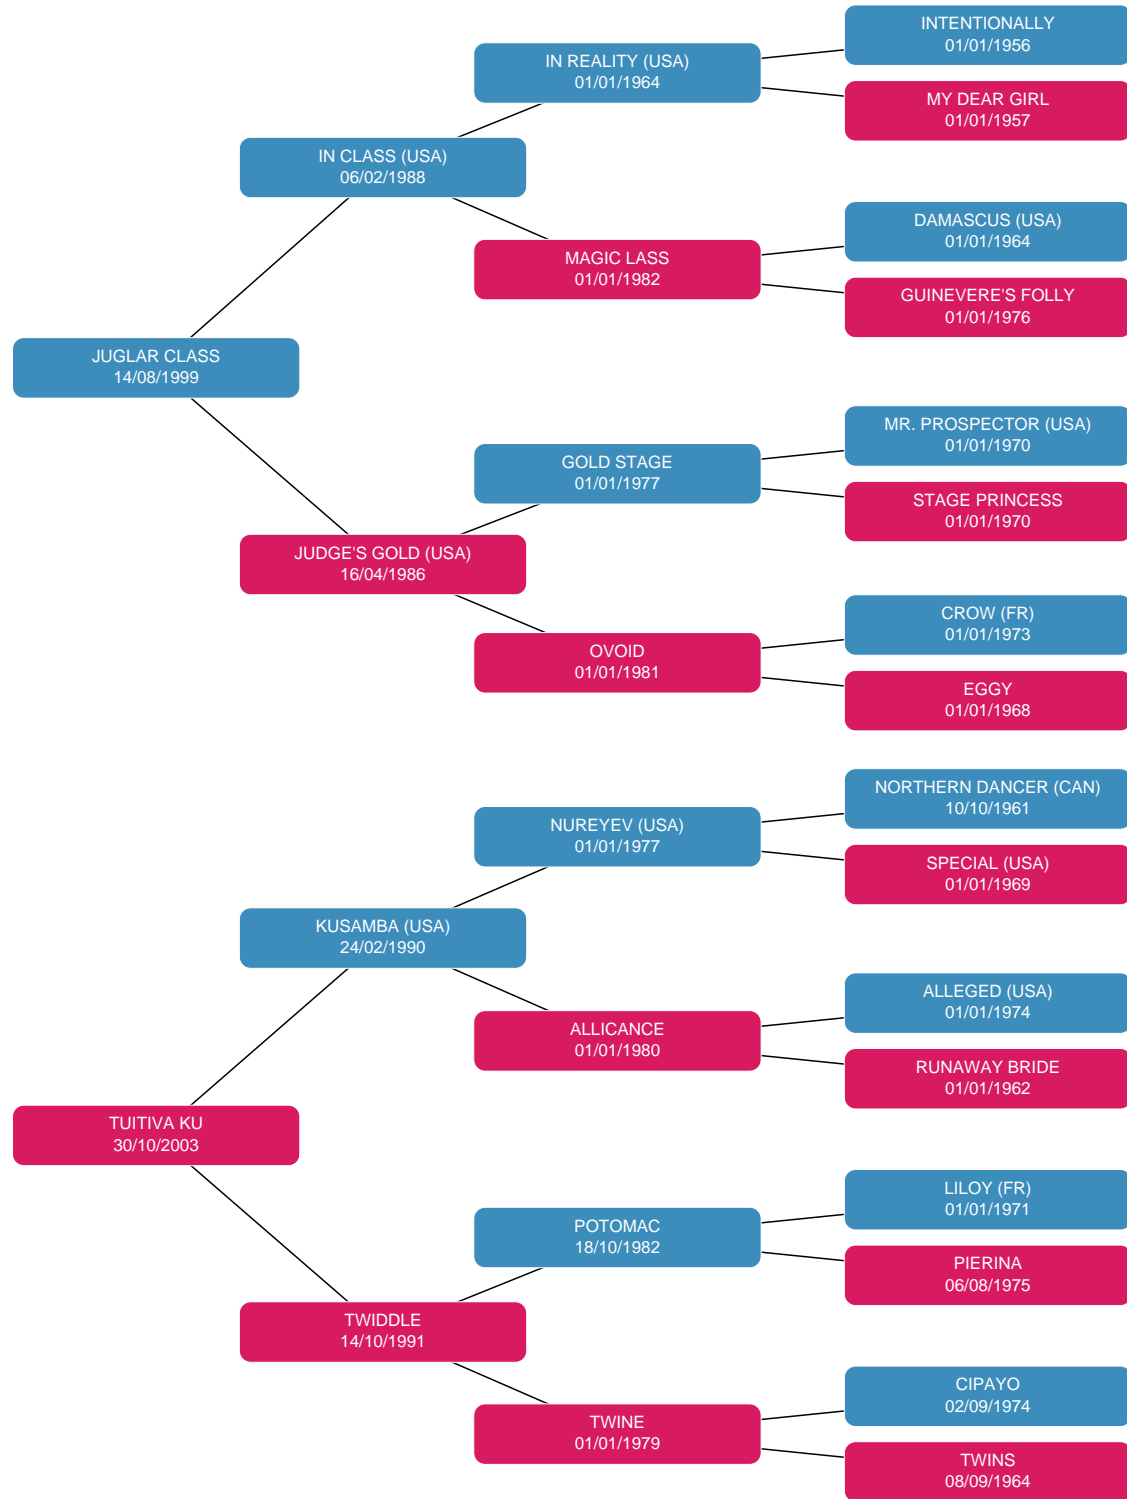 INTENTIONALLY
01/01/1956
IN REALITY (USA)
01/01/1964
MY DEAR GIRL
01/01/1957
IN CLASS (USA)
06/02/1988
DAMASCUS (USA)
01/01/1964
MAGIC LASS
01/01/1982
GUINEVERE'S FOLLY
01/01/1976
JUGLAR CLASS
14/08/1999
MR. PROSPECTOR (USA)
01/01/1970
GOLD STAGE
01/01/1977
STAGE PRINCESS
01/01/1970
JUDGE'S GOLD (USA)
16/04/1986
CROW (FR)
01/01/1973
OVOID
01/01/1981
EGGY
01/01/1968
NORTHERN DANCER (CAN)
10/10/1961
NUREYEV (USA)
01/01/1977
SPECIAL (USA)
01/01/1969
KUSAMBA (USA)
24/02/1990
ALLEGED (USA)
01/01/1974
ALLICANCE
01/01/1980
RUNAWAY BRIDE
01/01/1962
TUITIVA KU
30/10/2003
LILOY (FR)
01/01/1971
POTOMAC
18/10/1982
PIERINA
06/08/1975
TWIDDLE
14/10/1991
CIPAYO
02/09/1974
TWINE
01/01/1979
TWINS
08/09/1964